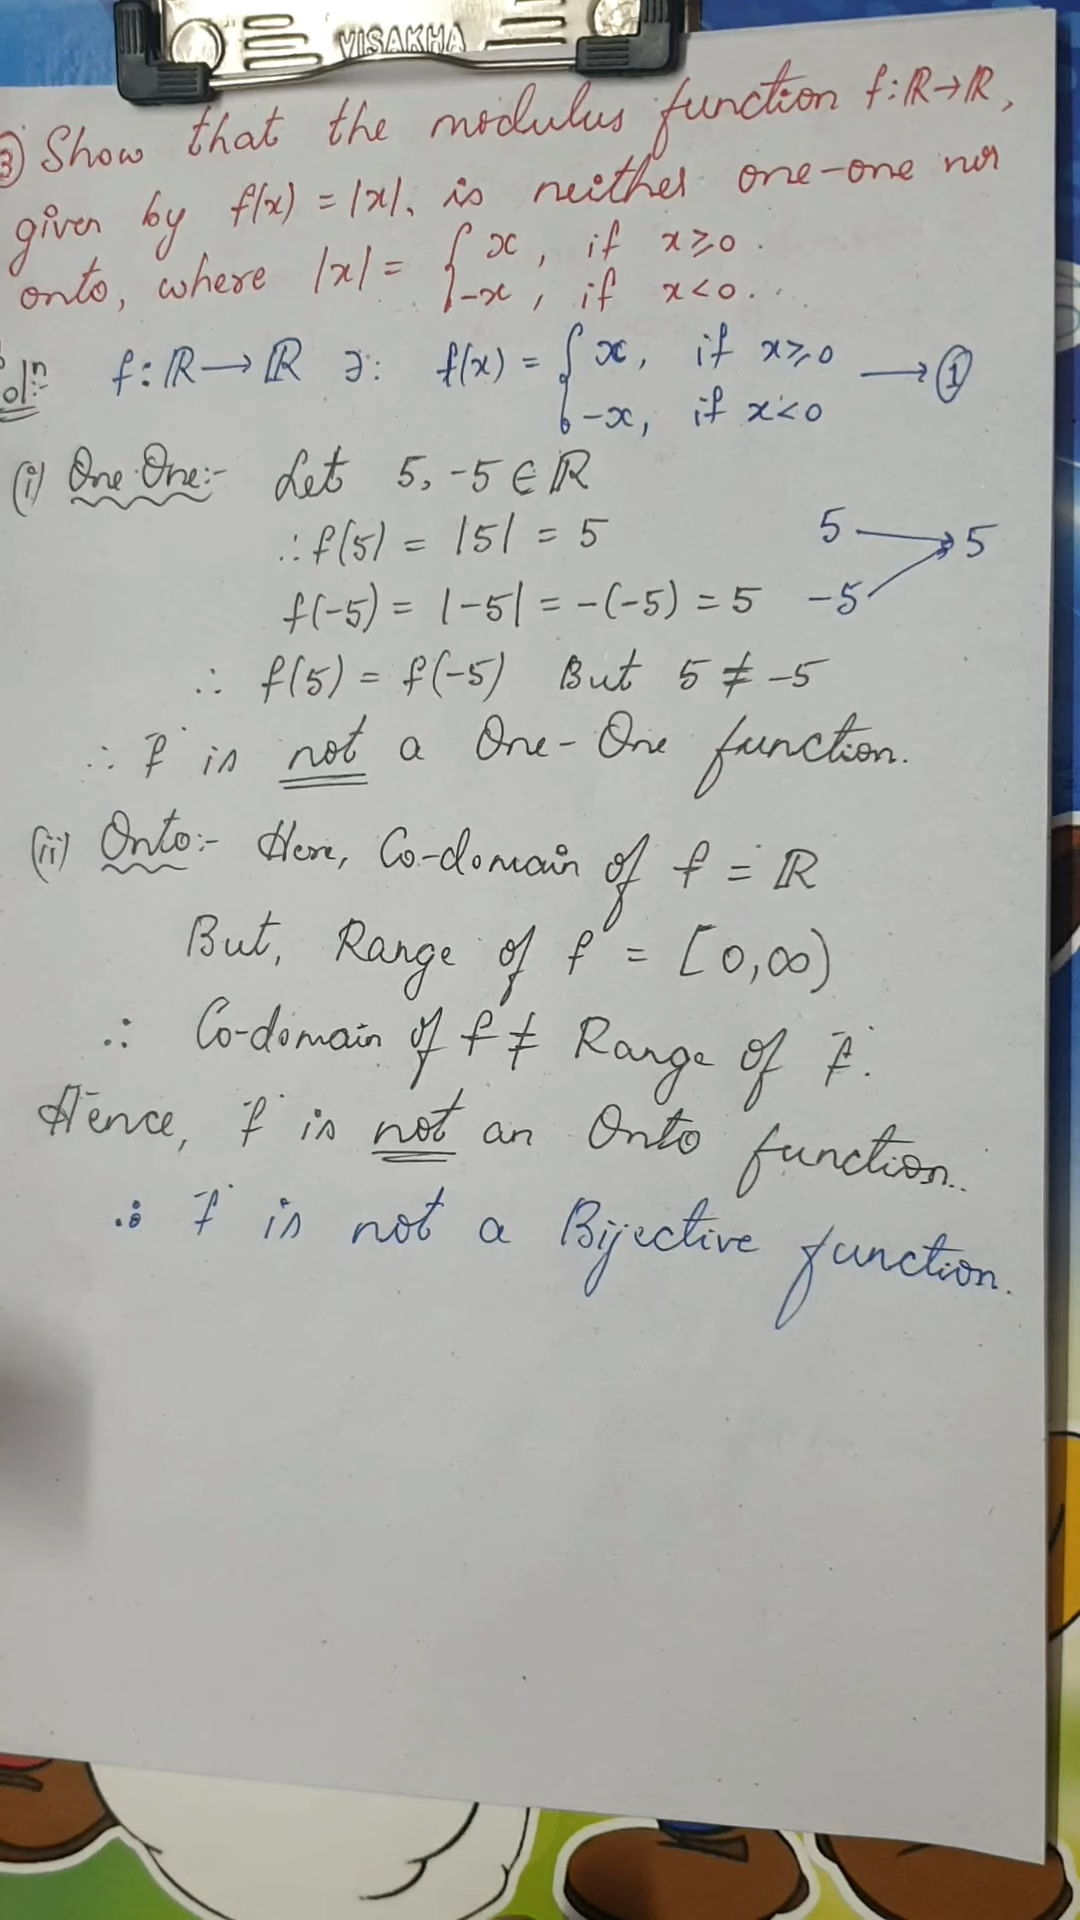 VISAKHA
③ Show that the modulus function f:ℝ→ℝ,
given by f(x) = |x|, is neither one-one nor
onto, where |x| = { x, if x≥0.
-x, if x<0...
Solⁿ:- f:ℝ→ℝ ∋: f(x) = { x, if x≥0 → ①
-x, if x<0
(i) One-One:- Let 5, -5 ∈ ℝ
∴ f(5) = |5| = 5 5 → 5
f(-5) = |-5| = -(-5) = 5 -5
∴ f(5) = f(-5) But 5 ≠ -5
∴ 'f' is not a One-One function.
(ii) Onto:- Here, Co-domain of f = ℝ
But, Range of 'f' = [0,∞)
∴ Co-domain of f ≠ Range of 'f'.
Hence, 'f' is not an Onto function..
∴ 'f' is not a Bijective function.